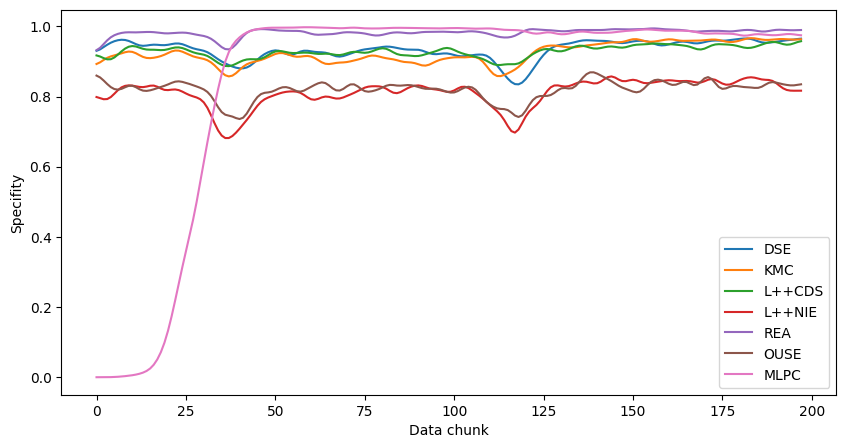 1.0
0.8
0.6
0.4
0.2
0.0
Specifity
0
25
50
75
100
125
150
175
200
Data chunk
DSE
KMC
L++CDS
L++NIE
REA
OUSE
MLPC